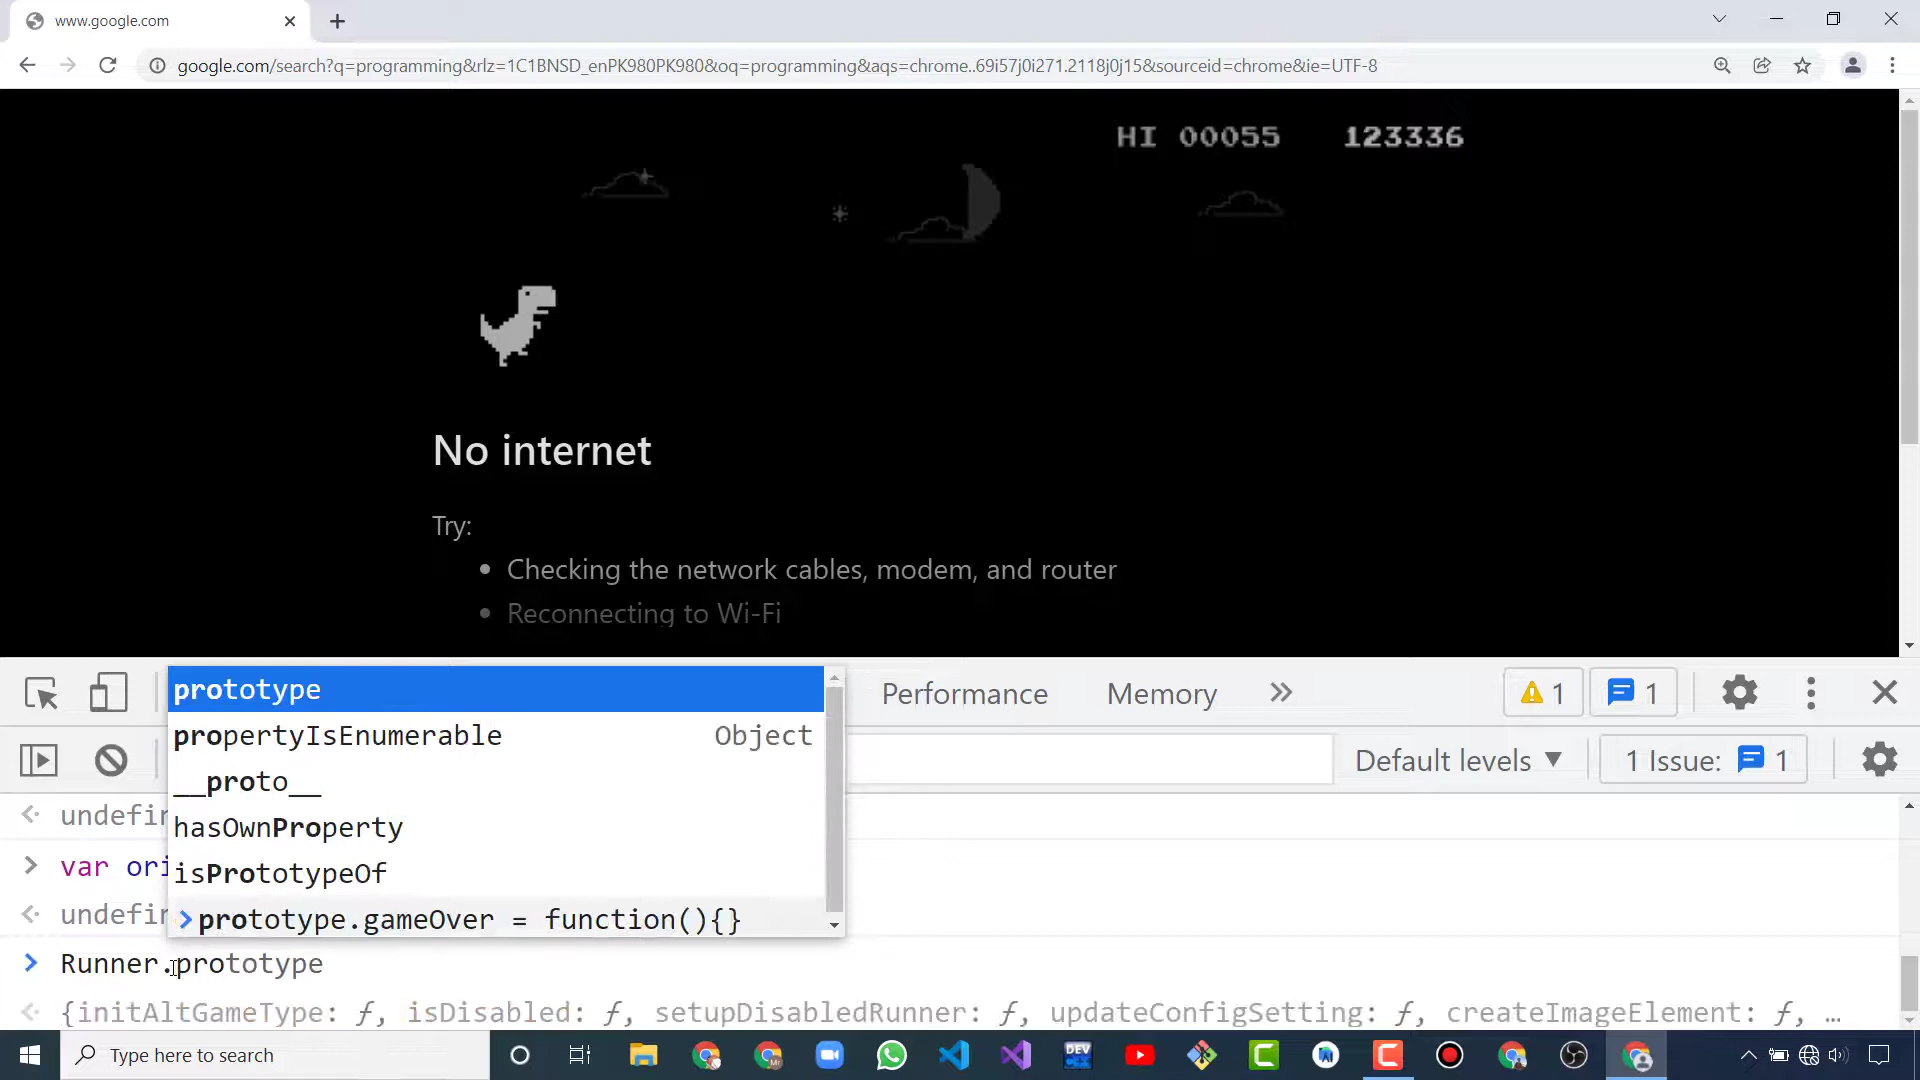 www.google.com
google.com/search?q=programming&rlz=1C1BNSD_enPK980PK980&oq=programming&aqs=chrome..69i57j0i271.2118j0j15&sourceid=chrome&ie=UTF-8
HI 00055 123336
No internet
Try:
• Checking the network cables, modem, and router
• Reconnecting to Wi-Fi
Performance Memory 1 1
Default levels ▼ 1 Issue: 1
prototype
propertyIsEnumerable Object
__proto__
hasOwnProperty
isPrototypeOf
prototype.gameOver = function(){}
undefin
var ori
undefin
Runner.prototype
{initAltGameType: ƒ, isDisabled: ƒ, setupDisabledRunner: ƒ, updateConfigSetting: ƒ, createImageElement: ƒ, …
Type here to search
DEV